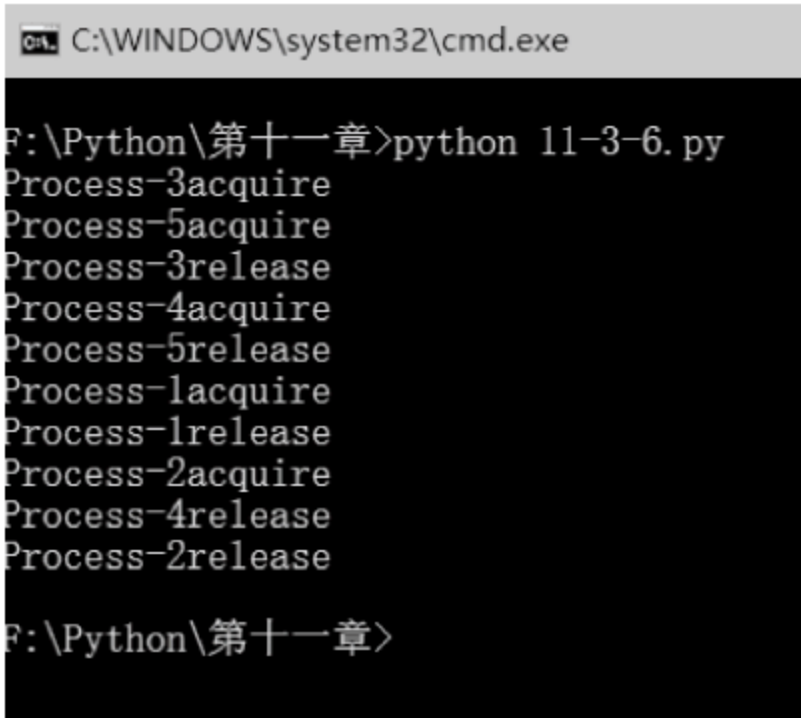 C:\WINDOWS\system32\cmd.exe
F:\Python\第十一章>python 11-3-6.py
Process-3acquire
Process-5acquire
Process-3release
Process-4acquire
Process-5release
Process-1acquire
Process-1release
Process-2acquire
Process-4release
Process-2release
F:\Python\第十一章>